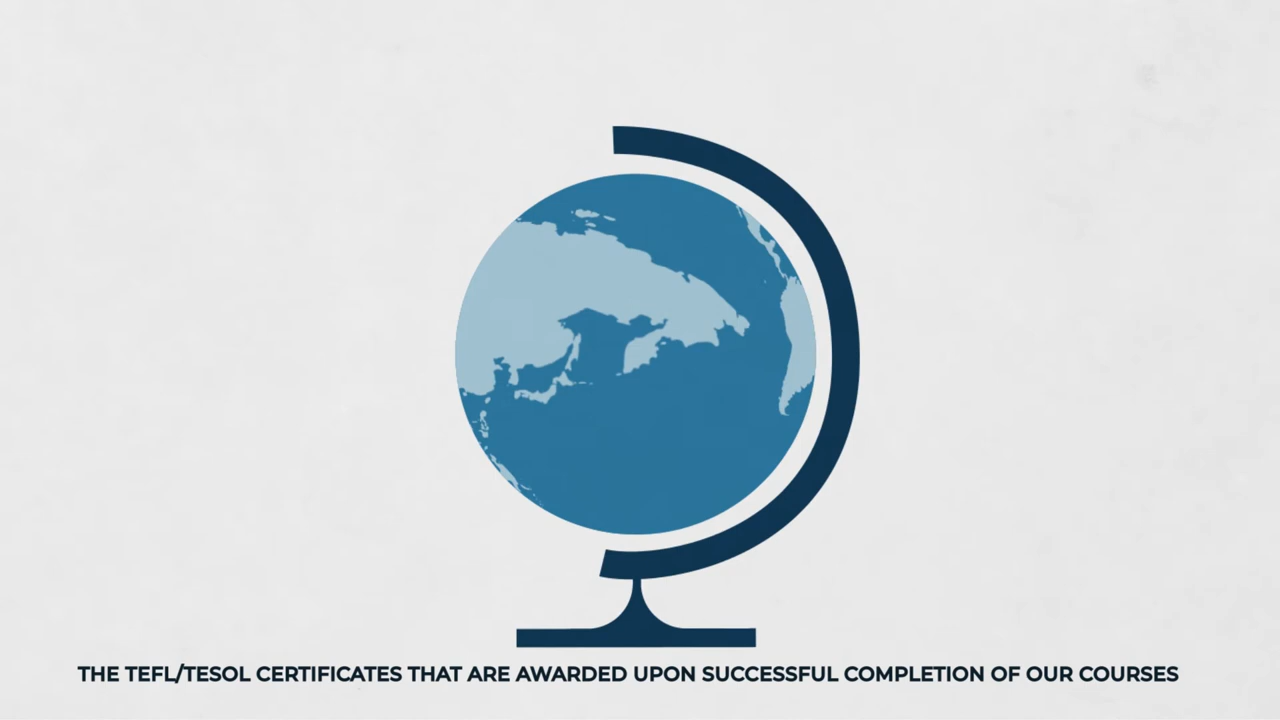 THE TEFL/TESOL CERTIFICATES THAT ARE AWARDED UPON SUCCESSFUL COMPLETION OF OUR COURSES